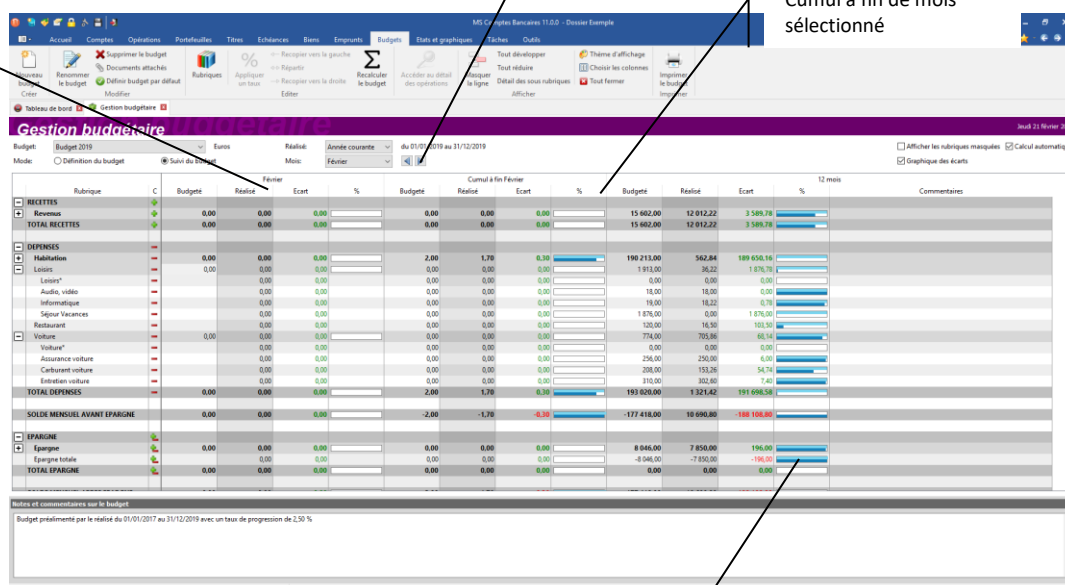 Cumul à fin de mois
sélectionné
MS Comptes Bancaires 11.0.0 - Dossier Exemple
Accueil Comptes Opérations Portefeuilles Titres Echéances Biens Emprunts Budgets Etats et graphiques Tâches Outils
Nouveau budget
Renommer le budget
Supprimer le budget
Documents attachés
Définir budget par défaut
Rubriques
Appliquer un taux
Recopier vers la gauche
Répartir
Recopier vers la droite
Recalculer le budget
Accéder au détail des opérations
Masquer la ligne
Tout développer
Tout réduire
Détail des sous rubriques
Thème d'affichage
Choisir les colonnes
Tout fermer
Imprimer le budget
Créer Modifier Editer Afficher Imprimer
Tableau de bord Gestion budgétaire
Gestion budgétaire
Jeudi 21 février 20
Budget: Budget 2019 Euros Réalisé: Année courante du 01/01/2019 au 31/12/2019 Afficher les rubriques masquées Calcul automatiq
Mode: Définition du budget Suivi du budget Mois: Février Graphique des écarts
Février Cumul à fin Février 12 mois
Rubrique C Budgeté Réalisé Ecart % Budgeté Réalisé Ecart % Budgeté Réalisé Ecart % Commentaires
RECETTES
Revenus 0,00 0,00 0,00 0,00 0,00 0,00 15 602,00 12 012,22 3 589,78
TOTAL RECETTES 0,00 0,00 0,00 0,00 0,00 0,00 15 602,00 12 012,22 3 589,78
DEPENSES
Habitation 0,00 0,00 0,00 2,00 1,70 0,30 190 213,00 562,84 189 650,16
Loisirs 0,00 0,00 0,00 0,00 0,00 0,00 1 913,00 36,22 1 876,78
Loisirs* 0,00 0,00 0,00 0,00 0,00 0,00 0,00 0,00
Audio, vidéo 0,00 0,00 0,00 0,00 0,00 18,00 18,00 0,00
Informatique 0,00 0,00 0,00 0,00 0,00 19,00 18,22 0,78
Séjour Vacances 0,00 0,00 0,00 0,00 0,00 1 876,00 0,00 1 876,00
Restaurant 0,00 0,00 0,00 0,00 0,00 120,00 16,50 103,50
Voiture 0,00 0,00 0,00 0,00 0,00 0,00 774,00 705,86 68,14
Voiture* 0,00 0,00 0,00 0,00 0,00 0,00 0,00 0,00
Assurance voiture 0,00 0,00 0,00 0,00 0,00 256,00 250,00 6,00
Carburant voiture 0,00 0,00 0,00 0,00 0,00 208,00 153,26 54,74
Entretien voiture 0,00 0,00 0,00 0,00 0,00 310,00 302,60 7,40
TOTAL DEPENSES 0,00 0,00 0,00 2,00 1,70 0,30 193 020,00 1 321,42 191 698,58
SOLDE MENSUEL AVANT EPARGNE 0,00 0,00 0,00 -2,00 -1,70 -0,30 -177 418,00 10 690,80 -188 108,80
EPARGNE
Epargne 0,00 0,00 0,00 0,00 0,00 0,00 8 046,00 7 850,00 196,00
Epargne totale 0,00 0,00 0,00 0,00 0,00 -8 046,00 -7 850,00 -196,00
TOTAL EPARGNE 0,00 0,00 0,00 0,00 0,00 0,00 0,00 0,00 0,00
Notes et commentaires sur le budget
Budget préalimenté par le réalisé du 01/01/2017 au 31/12/2019 avec un taux de progression de 2,50 %